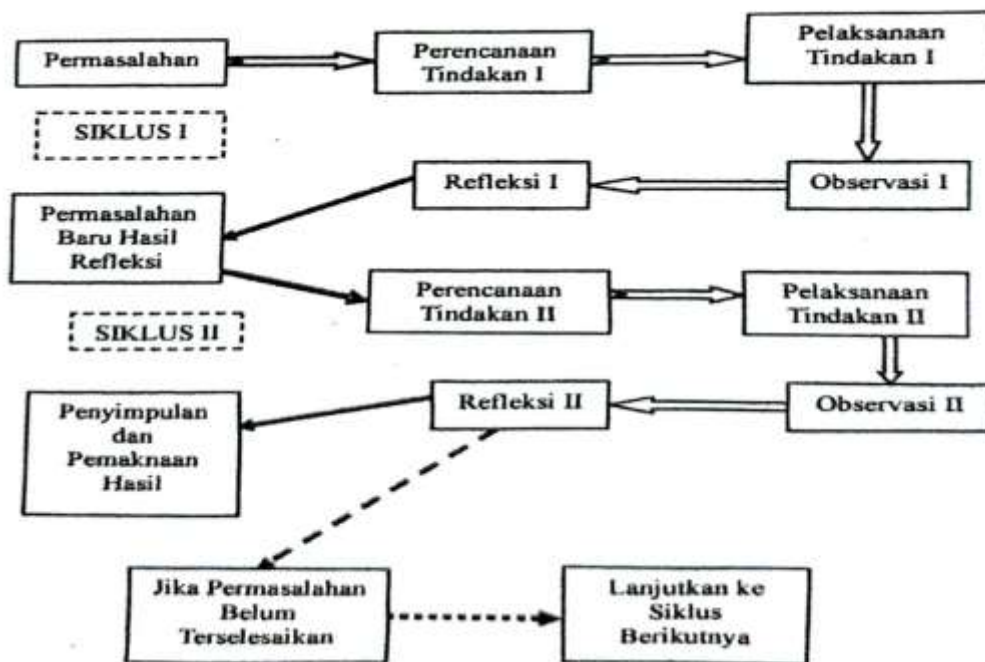 Permasalahan
Perencanaan
Tindakan I
Pelaksanaan
Tindakan I
SIKLUS I
Refleksi I
Observasi I
Permasalahan
Baru Hasil
Refleksi
Perencanaan
Tindakan II
Pelaksanaan
Tindakan II
SIKLUS II
Refleksi II
Observasi II
Penyimpulan
dan
Pemaknaan
Hasil
Jika Permasalahan
Belum
Terselesaikan
Lanjutkan ke
Siklus
Berikutnya